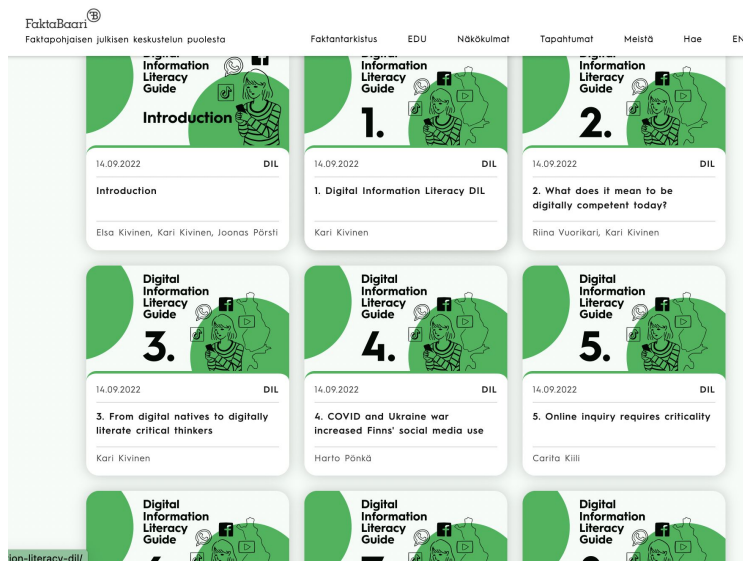 FaktaBaari
Faktapohjaisen julkisen keskustelun puolesta
Faktantarkistus EDU Näkökulmat Tapahtumat Meistä Hae EN
Digital
Information
Literacy
Guide
Introduction
14.09.2022 DIL
Introduction
Elsa Kivinen, Kari Kivinen, Joonas Pörsti
Digital
Information
Literacy
Guide
1.
14.09.2022 DIL
1. Digital Information Literacy DIL
Kari Kivinen
Digital
Information
Literacy
Guide
2.
14.09.2022 DIL
2. What does it mean to be
digitally competent today?
Riina Vuorikari, Kari Kivinen
Digital
Information
Literacy
Guide
3.
14.09.2022 DIL
3. From digital natives to digitally
literate critical thinkers
Kari Kivinen
Digital
Information
Literacy
Guide
4.
14.09.2022 DIL
4. COVID and Ukraine war
increased Finns' social media use
Harto Pönkä
Digital
Information
Literacy
Guide
5.
14.09.2022 DIL
5. Online inquiry requires criticality
Carita Kiili
Digital
Information
Literacy
Guide
Digital
Information
Literacy
Guide
Digital
Information
Literacy
Guide
ion-literacy-dil/